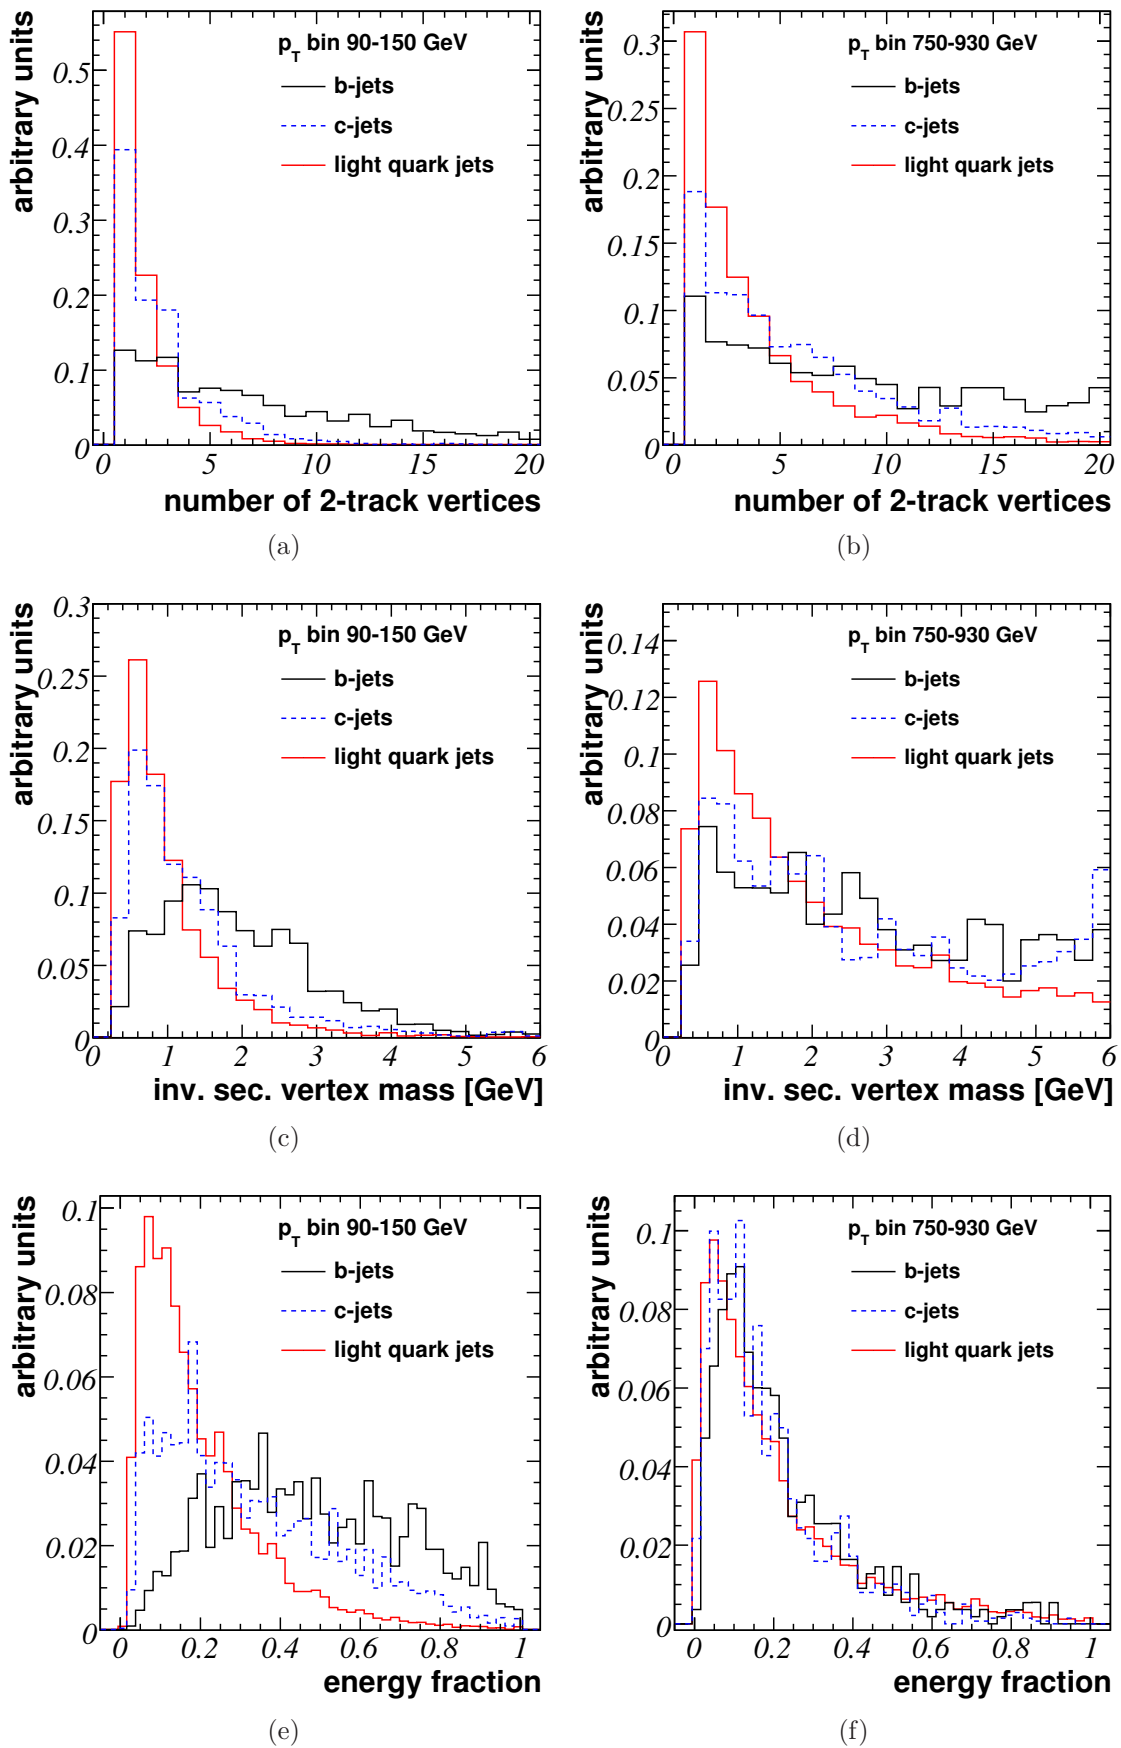 arbitrary units
p_T bin 90-150 GeV
b-jets
c-jets
light quark jets
0.5
0.4
0.3
0.2
0.1
0
0 5 10 15 20
number of 2-track vertices
(a)
arbitrary units
p_T bin 750-930 GeV
b-jets
c-jets
light quark jets
0.3
0.25
0.2
0.15
0.1
0.05
0
0 5 10 15 20
number of 2-track vertices
(b)
arbitrary units
p_T bin 90-150 GeV
b-jets
c-jets
light quark jets
0.3
0.25
0.2
0.15
0.1
0.05
0
0 1 2 3 4 5 6
inv. sec. vertex mass [GeV]
(c)
arbitrary units
p_T bin 750-930 GeV
b-jets
c-jets
light quark jets
0.14
0.12
0.1
0.08
0.06
0.04
0.02
0
1 2 3 4 5 6
inv. sec. vertex mass [GeV]
(d)
arbitrary units
p_T bin 90-150 GeV
b-jets
c-jets
light quark jets
0.1
0.08
0.06
0.04
0.02
0
0 0.2 0.4 0.6 0.8 1
energy fraction
(e)
arbitrary units
p_T bin 750-930 GeV
b-jets
c-jets
light quark jets
0.1
0.08
0.06
0.04
0.02
0
0 0.2 0.4 0.6 0.8 1
energy fraction
(f)